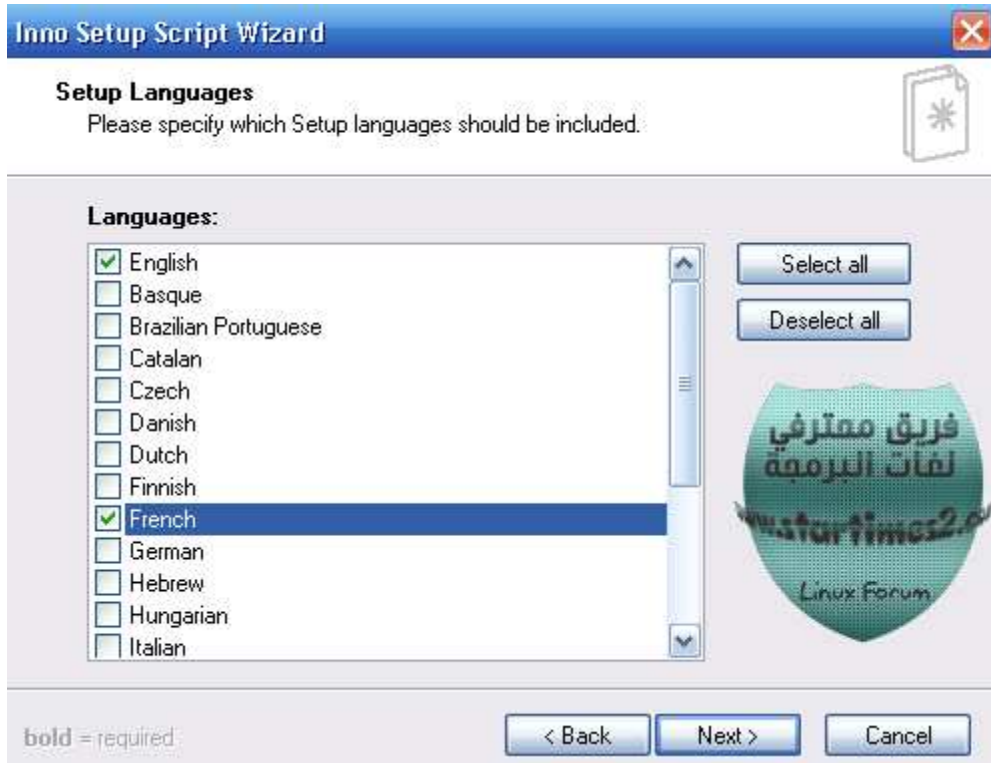 Inno Setup Script Wizard
Setup Languages
Please specify which Setup languages should be included.
Languages:
English
Basque
Brazilian Portuguese
Catalan
Czech
Danish
Dutch
Finnish
French
German
Hebrew
Hungarian
Italian
Select all
Deselect all
فريق محترفي
لغات البرمجة
Linux Forum
bold = required
< Back
Next >
Cancel